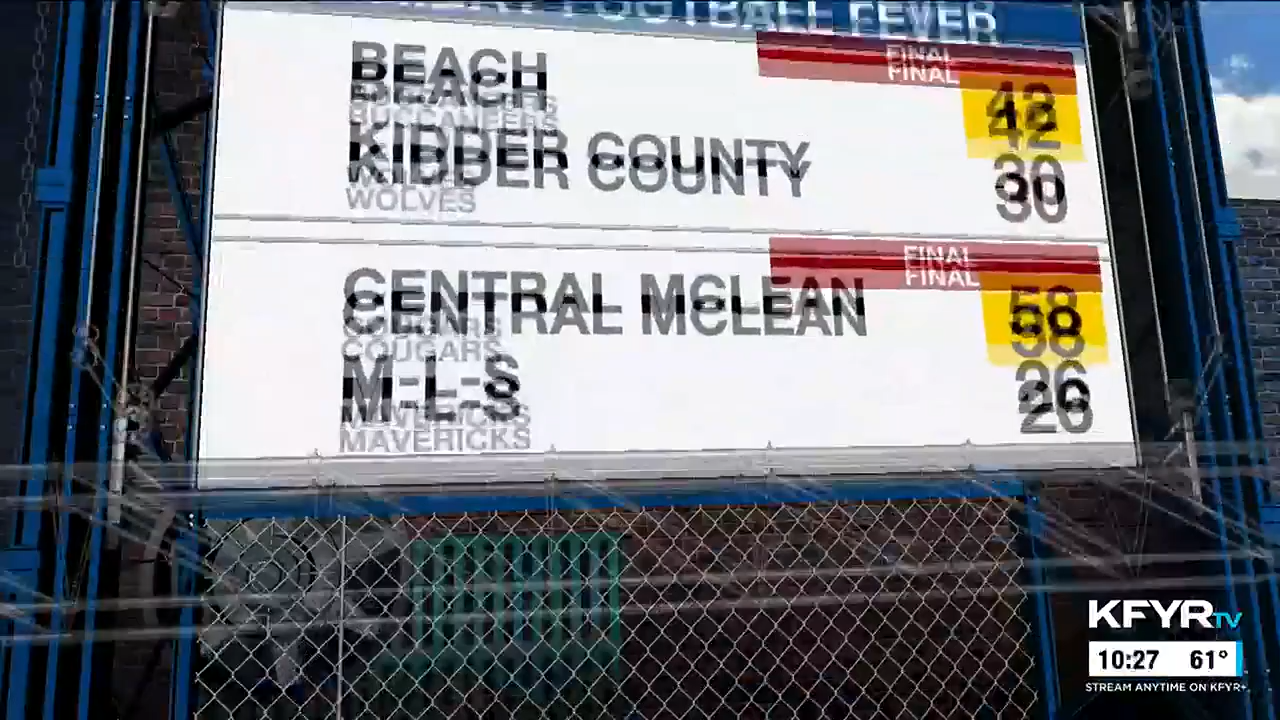 FOOTBALL FEVER
FINAL
BEACH 42
BUCCANEERS
KIDDER COUNTY 30
WOLVES
FINAL
CENTRAL MCLEAN 58
COUGARS
M-L-S 26
MAVERICKS
KFYR TV
10:27 61°
STREAM ANYTIME ON KFYR+